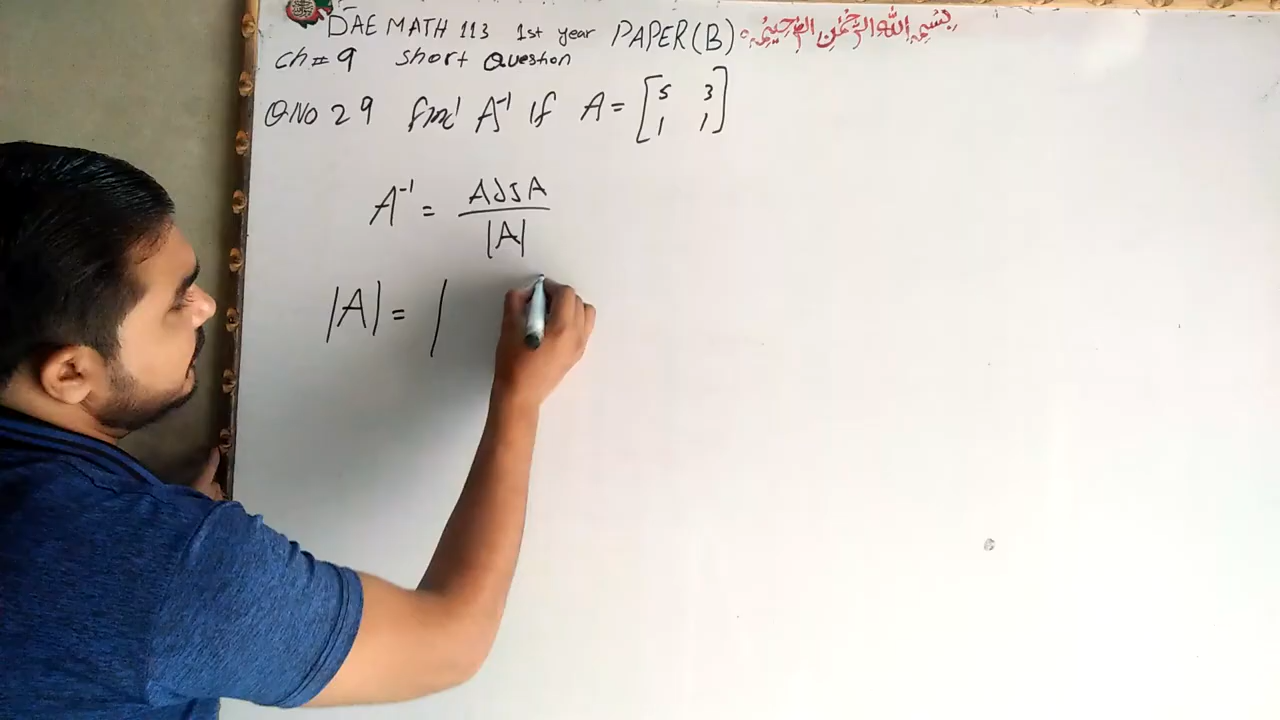 DAE MATH 113 1st year PAPER(B) بِسْمِ اللهِ الرَّحْمٰنِ الرَّحِيْمِ
ch # 9 short Question
Q.NO 29 find A⁻¹ if A = [5 3
1 1]
A⁻¹ = AdjA
|A|
|A| = |